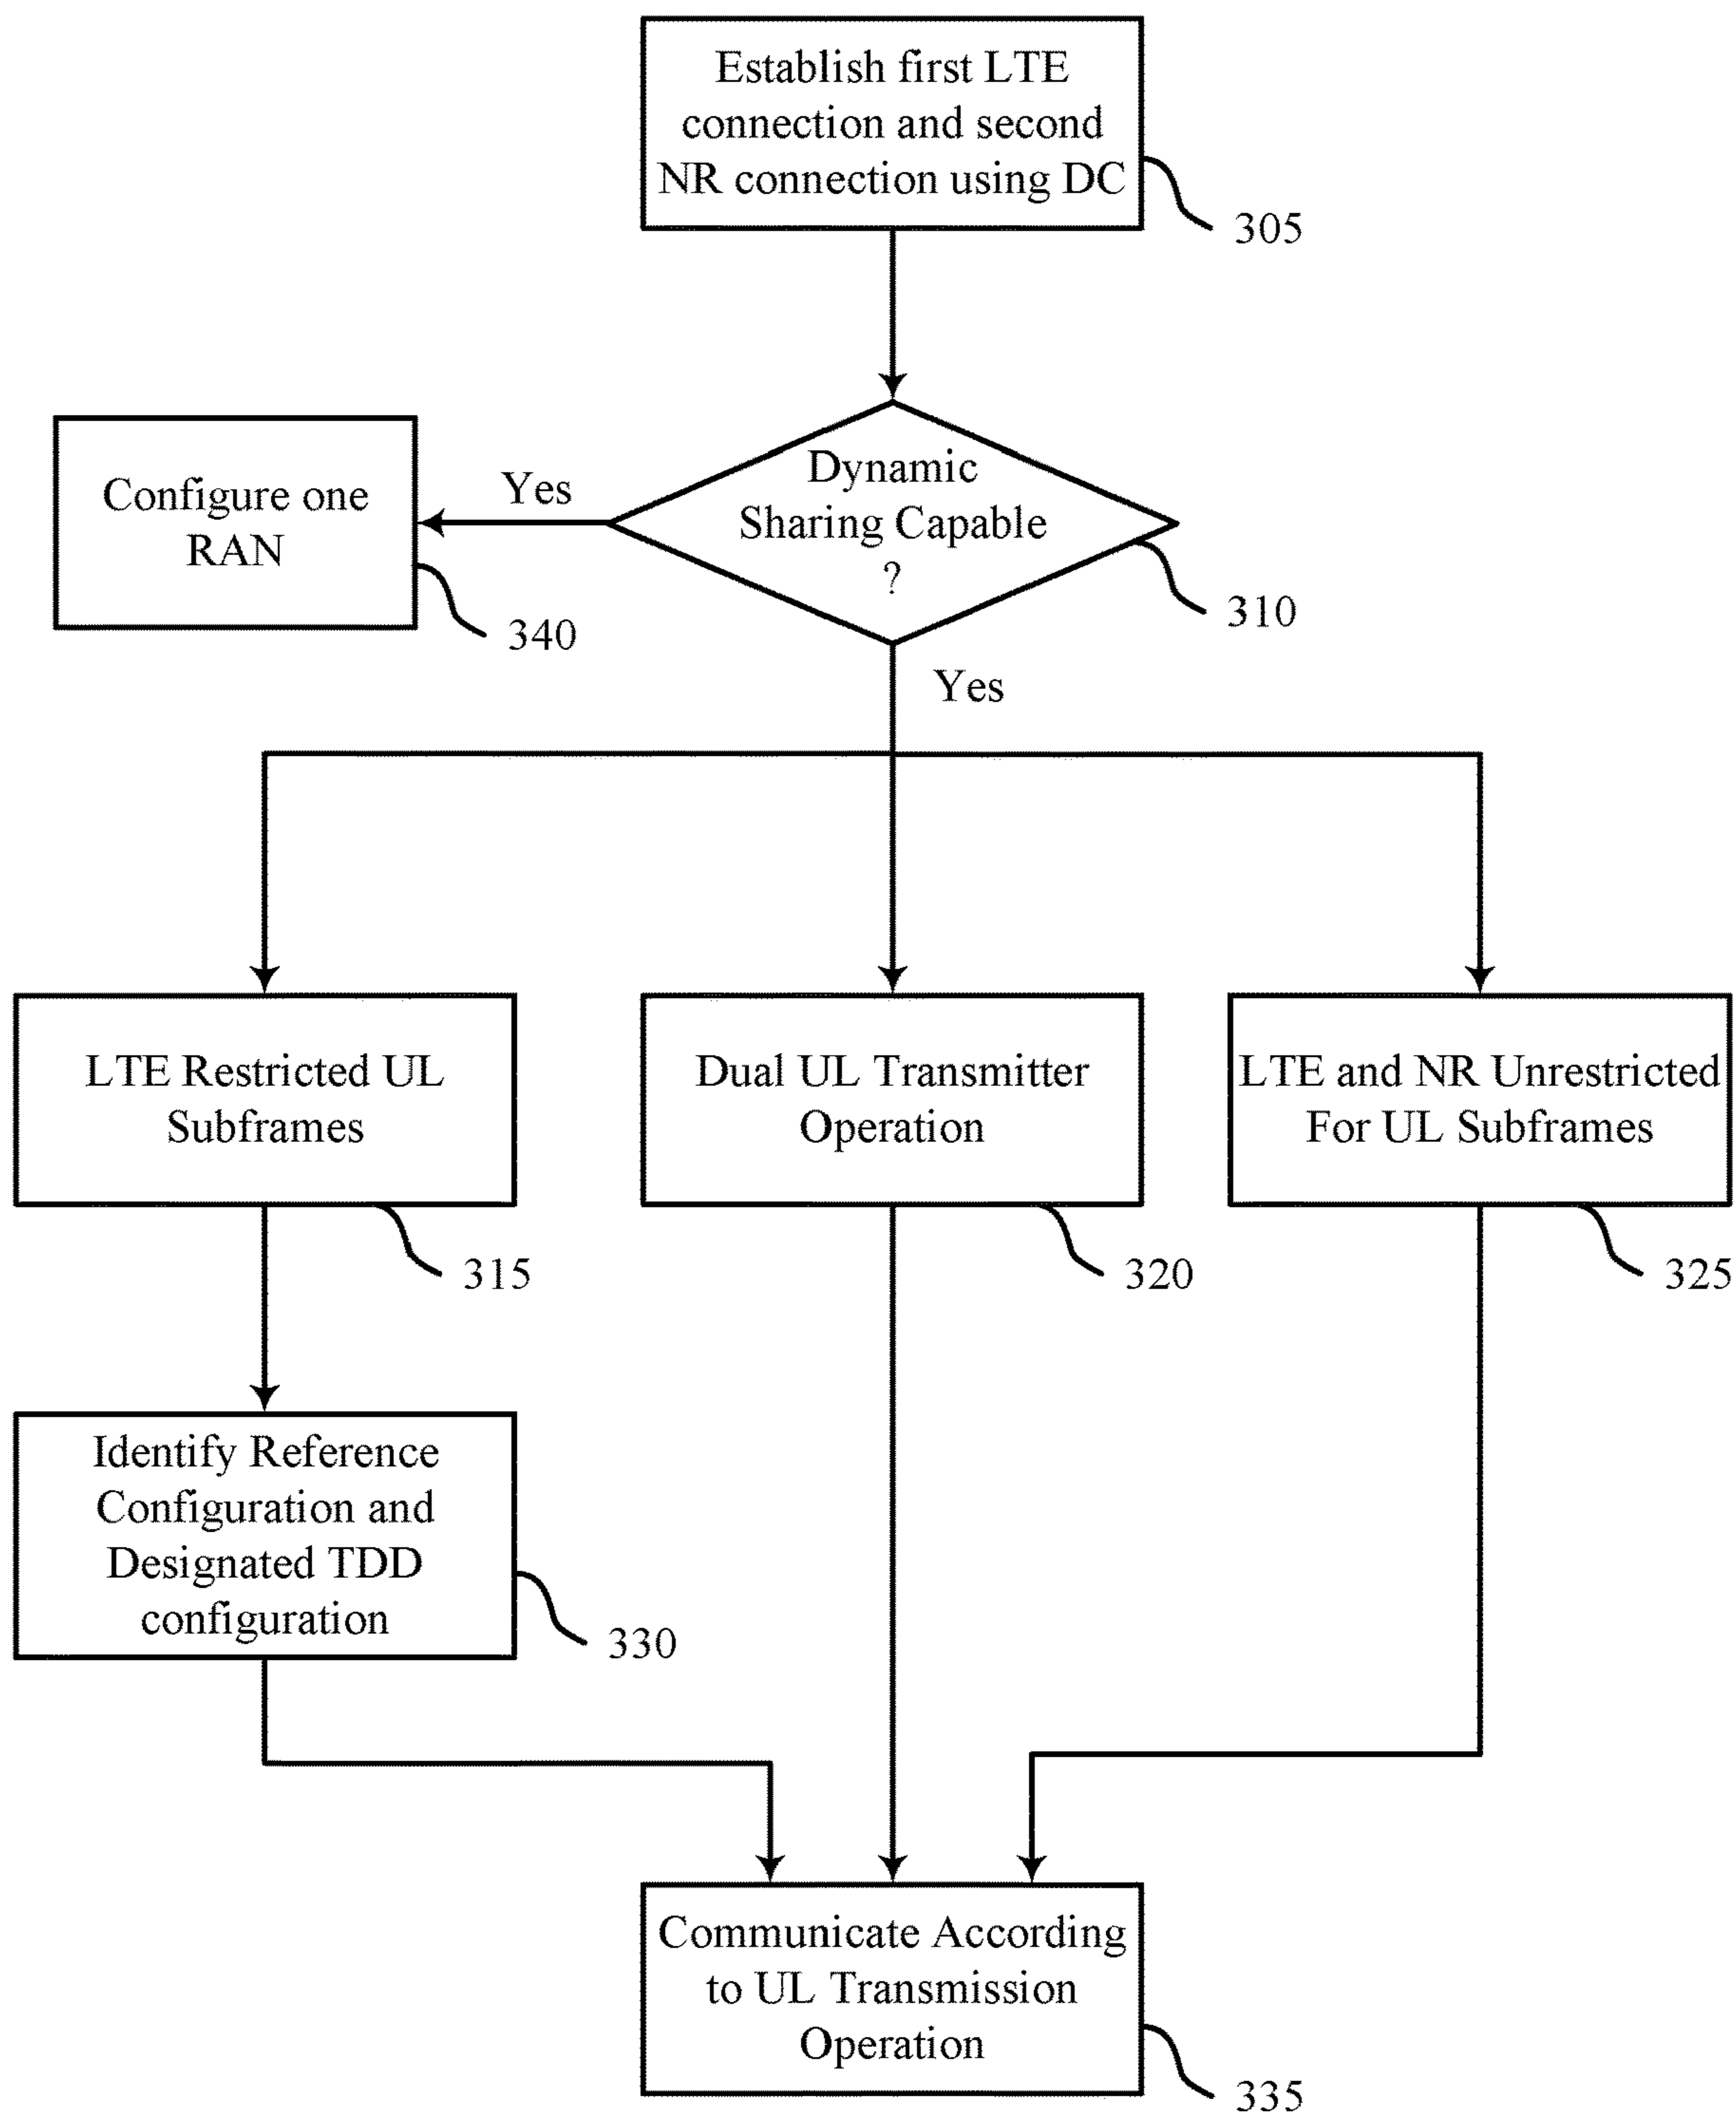 Establish first LTE
connection and second
NR connection using DC
305
Dynamic
Sharing Capable
?
310
Yes
Configure one
RAN
340
Yes
LTE Restricted UL
Subframes
315
Dual UL Transmitter
Operation
320
LTE and NR Unrestricted
For UL Subframes
325
Identify Reference
Configuration and
Designated TDD
configuration
330
Communicate According
to UL Transmission
Operation
335